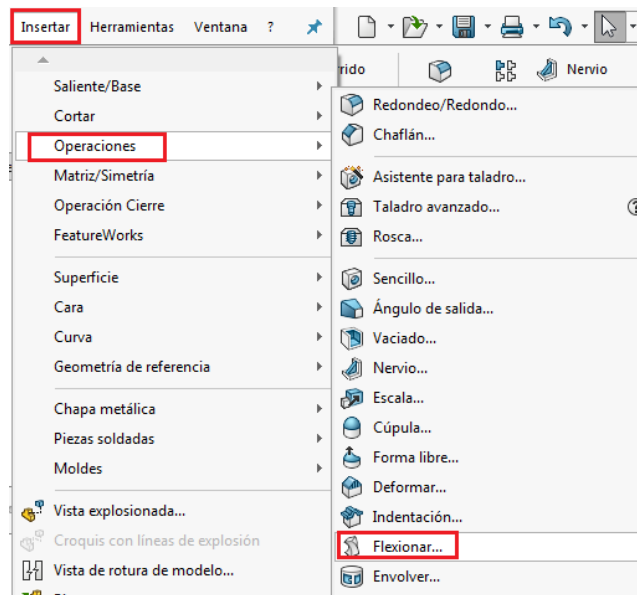 Insertar Herramientas Ventana ?
rrido Nervio
Saliente/Base
Cortar
Operaciones
Matriz/Simetría
Operación Cierre
FeatureWorks
Superficie
Cara
Curva
Geometría de referencia
Chapa metálica
Piezas soldadas
Moldes
Vista explosionada...
Croquis con líneas de explosión
Vista de rotura de modelo...
Redondeo/Redondo...
Chaflán...
Asistente para taladro...
Taladro avanzado...
Rosca...
Sencillo...
Ángulo de salida...
Vaciado...
Nervio...
Escala...
Cúpula...
Forma libre...
Deformar...
Indentación...
Flexionar...
Envolver...